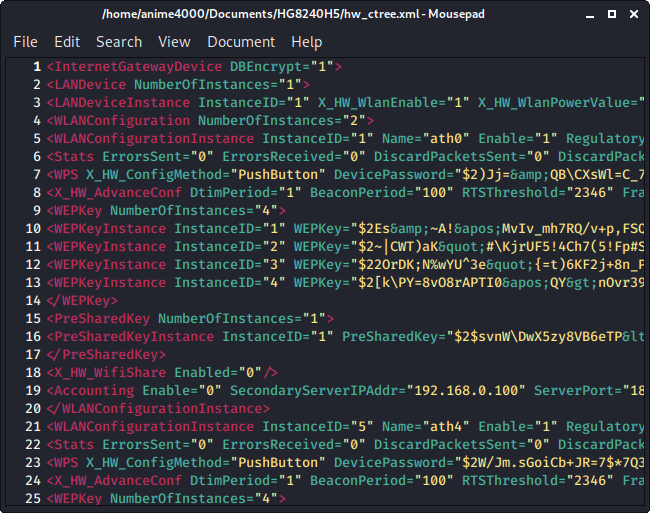 /home/anime4000/Documents/HG8240H5/hw_ctree.xml - Mousepad
File Edit Search View Document Help
1 <InternetGatewayDevice DBEncrypt="1">
2 <LANDevice NumberOfInstances="1">
3 <LANDeviceInstance InstanceID="1" X_HW_WlanEnable="1" X_HW_WlanPowerValue="
4 <WLANConfiguration NumberOfInstances="2">
5 <WLANConfigurationInstance InstanceID="1" Name="ath0" Enable="1" Regulatory
6 <Stats ErrorsSent="0" ErrorsReceived="0" DiscardPacketsSent="0" DiscardPack
7 <WPS X_HW_ConfigMethod="PushButton" DevicePassword="$2)Jj=&amp;QB\CXsWl=C_7
8 <X_HW_AdvanceConf DtimPeriod="1" BeaconPeriod="100" RTSThreshold="2346" Fra
9 <WEPKey NumberOfInstances="4">
10 <WEPKeyInstance InstanceID="1" WEPKey="$2Es&amp;~A!&apos;MvIv_mh7RQ/v+p,FSO
11 <WEPKeyInstance InstanceID="2" WEPKey="$2~|CWT)aK&quot;#\KjrUF5!4Ch7(5!Fp#S
12 <WEPKeyInstance InstanceID="3" WEPKey="$22OrDK;N%wYU^3e&quot;{=t)6KF2j+8n_P
13 <WEPKeyInstance InstanceID="4" WEPKey="$2[k\PY=8vO8rAPTI0&apos;QY&gt;nOvr39
14 </WEPKey>
15 <PreSharedKey NumberOfInstances="1">
16 <PreSharedKeyInstance InstanceID="1" PreSharedKey="$2$svnW\DwX5zy8VB6eTP&lt
17 </PreSharedKey>
18 <X_HW_WifiShare Enabled="0"/>
19 <Accounting Enable="0" SecondaryServerIPAddr="192.168.0.100" ServerPort="18
20 </WLANConfigurationInstance>
21 <WLANConfigurationInstance InstanceID="5" Name="ath4" Enable="1" Regulatory
22 <Stats ErrorsSent="0" ErrorsReceived="0" DiscardPacketsSent="0" DiscardPack
23 <WPS X_HW_ConfigMethod="PushButton" DevicePassword="$2W/Jm.sGoiCb+JR=7$*7Q3
24 <X_HW_AdvanceConf DtimPeriod="1" BeaconPeriod="100" RTSThreshold="2346" Fra
25 <WEPKey NumberOfInstances="4">